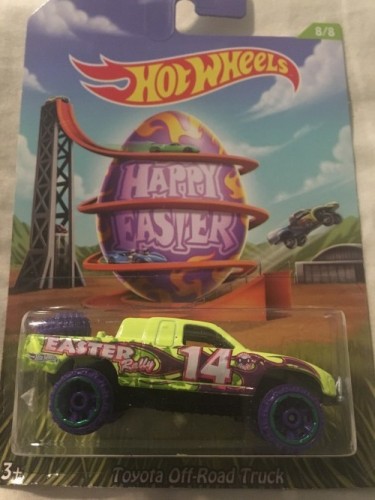 8/8
Hot Wheels
HAPPY
EASTER
EASTER
Rally
14
3+
Toyota Off-Road Truck